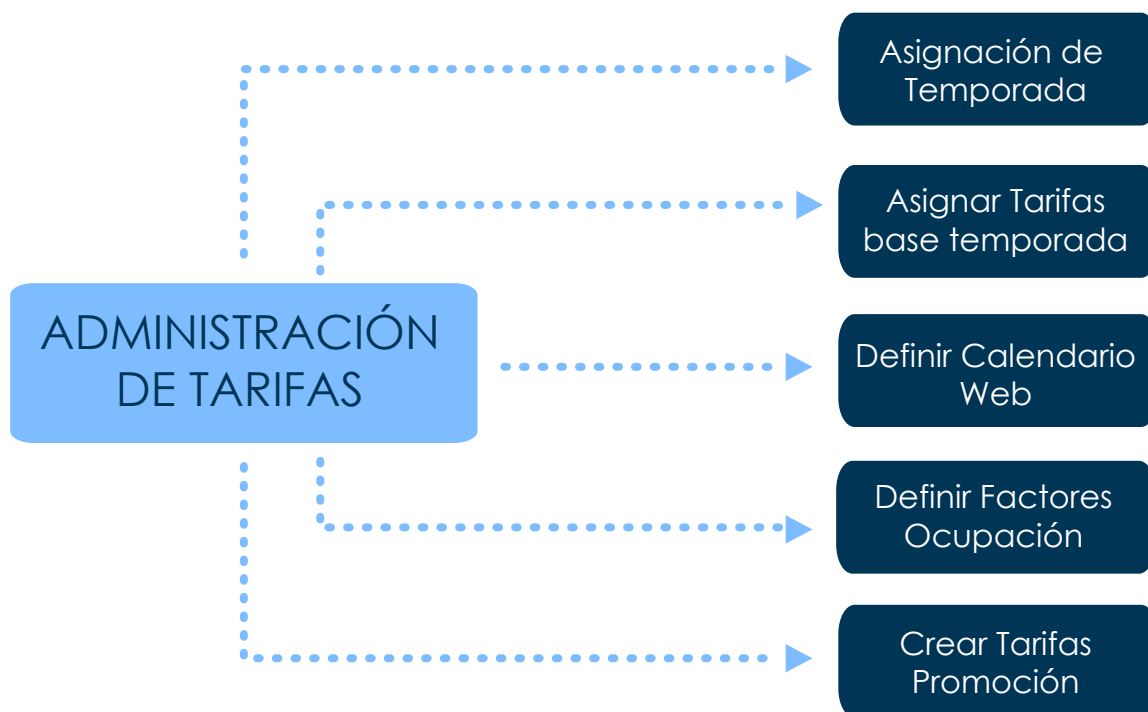 Asignación de
Temporada
Asignar Tarifas
base temporada
ADMINISTRACIÓN
DE TARIFAS
Definir Calendario
Web
Definir Factores
Ocupación
Crear Tarifas
Promoción